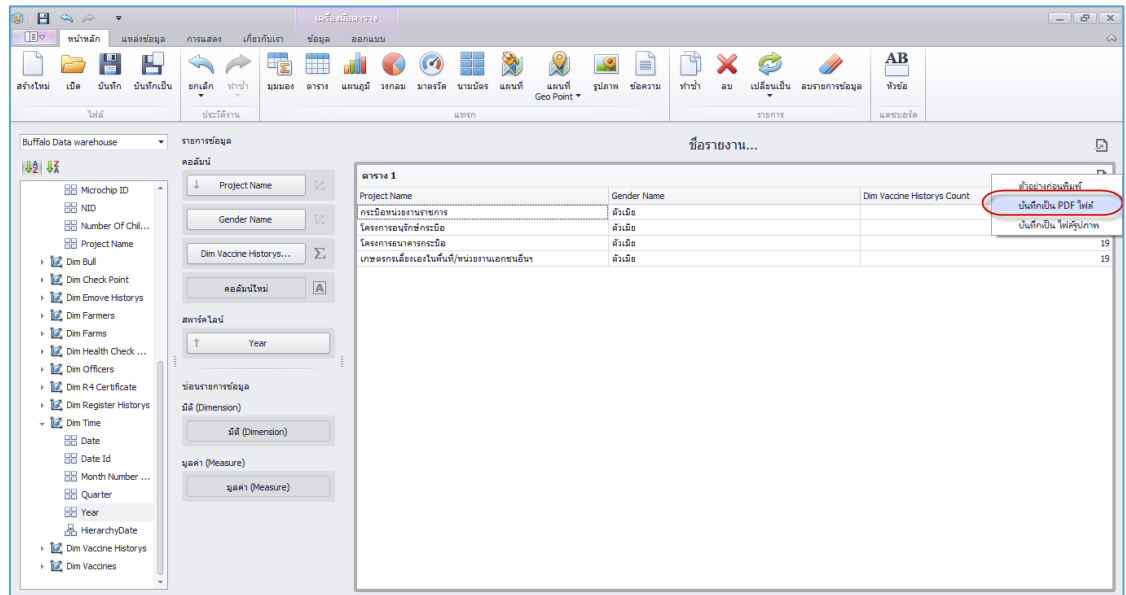 เครื่องมือตาราง
หน้าหลัก แหล่งข้อมูล การแสดง เกี่ยวกับเรา ข้อมูล ออกแบบ
สร้างใหม่ เปิด บันทึก บันทึกเป็น ยกเลิก ทำซ้ำ มุมมอง ตาราง แผนภูมิ วงกลม มาตรวัด นามบัตร แผนที่ แผนที่ Geo Point รูปภาพ ข้อความ ทำซ้ำ ลบ เปลี่ยนเป็น ลบรายการข้อมูล AB หัวข้อ
ไฟล์ ประวัติงาน แทรก รายการ แดชบอร์ด
Buffalo Data warehouse
Microchip ID
NID
Number Of Chil...
Project Name
Dim Bull
Dim Check Point
Dim Emove Historys
Dim Farmers
Dim Farms
Dim Health Check ...
Dim Officers
Dim R4 Certificate
Dim Register Historys
Dim Time
Date
Date Id
Month Number ...
Quarter
Year
HierarchyDate
Dim Vaccine Historys
Dim Vaccines
รายการข้อมูล
คอลัมน์
Project Name
Gender Name
Dim Vaccine Historys... Σ
คอลัมน์ใหม่ A
สพาร์คไลน์
Year
ซ่อนรายการข้อมูล
มิติ (Dimension)
มิติ (Dimension)
มูลค่า (Measure)
มูลค่า (Measure)
ชื่อรายงาน...
ตาราง 1
Project Name Gender Name Dim Vaccine Historys Count
กระบือหน่วยงานราชการ ตัวเมีย
โครงการอนุรักษ์กระบือ ตัวเมีย
โครงการธนาคารกระบือ ตัวเมีย 19
เกษตรกรเลี้ยงเองในพื้นที่/หน่วยงานเอกชนอื่นๆ ตัวเมีย 19
ตัวอย่างก่อนพิมพ์
บันทึกเป็น PDF ไฟล์
บันทึกเป็น ไฟล์รูปภาพ